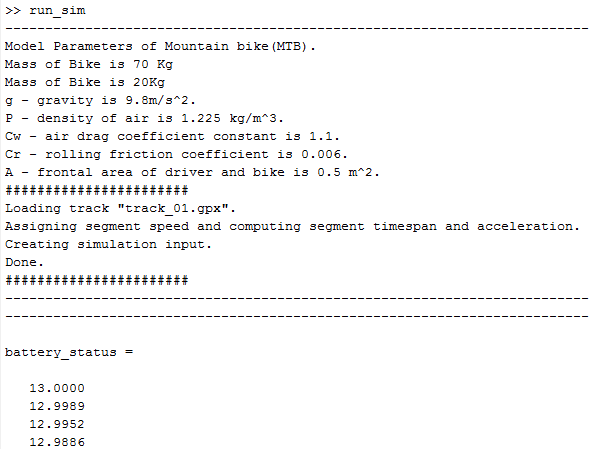 >> run_sim
-------------------------------------------------------------------------
Model Parameters of Mountain bike(MTB).
Mass of Bike is 70 Kg
Mass of Bike is 20Kg
g - gravity is 9.8m/s^2.
P - density of air is 1.225 kg/m^3.
Cw - air drag coefficient constant is 1.1.
Cr - rolling friction coefficient is 0.006.
A - frontal area of driver and bike is 0.5 m^2.
#######################
Loading track "track_01.gpx".
Assigning segment speed and computing segment timespan and acceleration.
Creating simulation input.
Done.
#######################
-------------------------------------------------------------------------
-------------------------------------------------------------------------
battery_status =
13.0000
12.9989
12.9952
12.9886